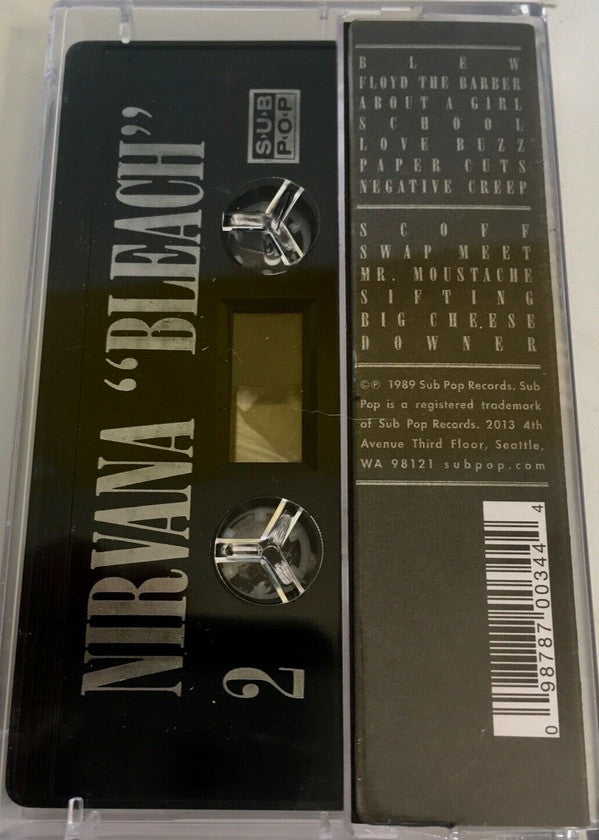 NIRVANA “BLEACH”
2
SUB
POP
BLEW
FLOYD THE BARBER
ABOUT A GIRL
SCHOOL
LOVE BUZZ
PAPER CUTS
NEGATIVE CREEP
SCOFF
SWAP MEET
MR. MOUSTACHE
SIFTING
BIG CHEESE
DOWNER
©℗ 1989 Sub Pop Records. Sub
Pop is a registered trademark
of Sub Pop Records. 2013 4th
Avenue Third Floor, Seattle,
WA 98121 subpop.com
0 98787 00344 4